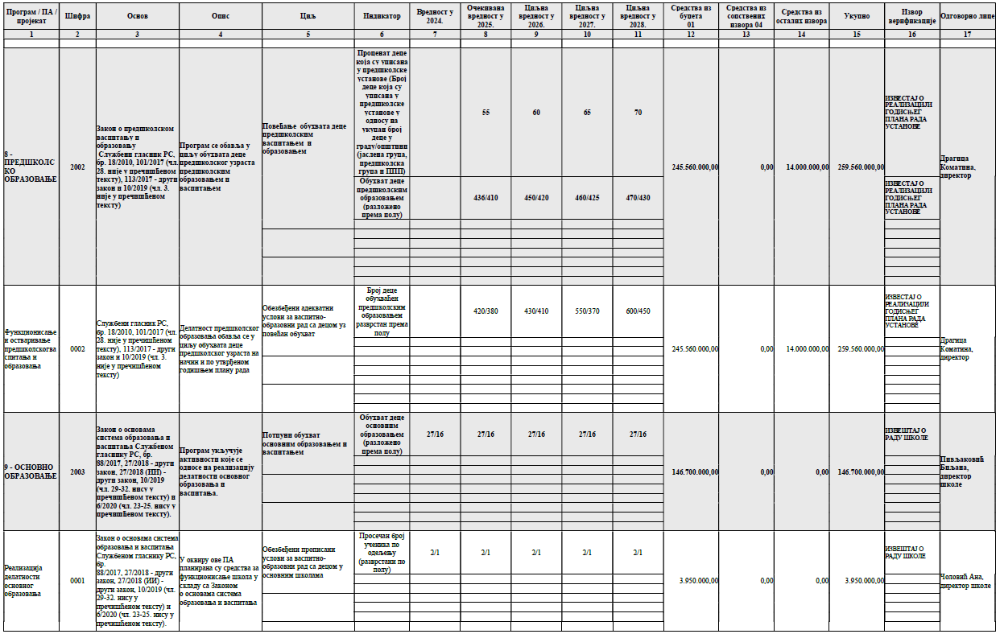 Програм / ПА /
пројекат
Шифра
Основ
Опис
Циљ
Индикатор
Вредност у
2024.
Очекивана
вредност у
2025.
Циљна
вредност у
2026.
Циљна
вредност у
2027.
Циљна
вредност у
2028.
Средства из
буџета
01
Средства из
сопствених
извора 04
Средства из
осталих извора
Укупно
Извор
верификације
Одговорно лице
1 2 3 4 5 6 7 8 9 10 11 12 13 14 15 16 17
8 -
ПРЕДШКОЛС
КО
ОБРАЗОВАЊЕ
2002
Закон о предшколском
васпитању и
образовању
Службени гласник РС,
бр. 18/2010, 101/2017 (чл.
28. није у пречишћеном
тексту), 113/2017 - други
закон и 10/2019 (чл. 3.
није у пречишћеном
тексту)
Програм се обавља у
циљу обухвата деце
предшколског узраста
предшколским
образовањем и
васпитањем
Повећање обухвата деце
предшколским
васпитањем и
образовањем
Проценат деце
која су уписана
у предшколске
установе (Број
деце која су
уписана у
предшколске
установе у
односу на
укупан број
деце у
граду/општини
(јаслена група,
предшколска
група и ППП)
55
60
65
70
ИЗВЕСТАЈ О
РЕАЛИЗАЦИЈИ
ГОДИСЊЕГ
ПЛАНА РАДА
УСТАНОВЕ
Обухват деце
предшколским
образовањем
(разложено
према полу)
436/410
450/420
460/425
470/430
ИЗВЕСТАЈ О
РЕАЛИЗАЦИЈИ
ГОДИСЊЕГ
ПЛАНА РАДА
УСТАНОВЕ
245.560.000,00
0,00
14.000.000,00
259.560.000,00
Драгица
Коматина,
директор
Функционисање
и остваривање
предшколскогва
спитања и
образовања
0002
Службени гласник РС,
бр. 18/2010, 101/2017 (чл.
28. није у пречишћеном
тексту), 113/2017 - други
закон и 10/2019 (чл. 3.
није у пречишћеном
тексту)
Делатност предшколског
образовања обавља се у
циљу обухвата деце
предшколског узраста на
начин и по утврђеном
годишњем плану рада
Обезбеђени адекватни
услови за васпитно-
образовни рад са децом уз
повећан обухват
Број деце
обухваћен
предшколским
образовањем
разврстан према
полу
420/380
430/410
550/370
600/450
245.560.000,00
0,00
14.000.000,00
259.560.000,00
ИЗВЕСТАЈ О
РЕАЛИЗАЦИЈИ
ГОДИСЊЕГ
ПЛАНА РАДА
УСТАНОВЕ
Драгица
Коматина,
директор
9 - ОСНОВНО
ОБРАЗОВАЊЕ
2003
Закон о основама
система образовања и
васпитања Службеном
гласнику РС, бр.
88/2017, 27/2018 - други
закон, 27/2018 (ИИ) -
други закон, 10/2019
(чл. 29-32. нису у
пречишћеном тексту) и
6/2020 (чл. 23-25. нису у
пречишћеном тексту).
Програм укључује
активности које се
односе на реализацију
делатности основног
образовања и
васпитања.
Потпуни обухват
основним образовањем и
васпитањем
Обухват деце
основним
образовањем
(разложено
према полу)
27/16
27/16
27/16
27/16
27/16
146.700.000,00
0,00
0,00
146.700.000,00
ИЗВЕШТАЈ О
РАДУ ШКОЛЕ
Пивљаковић
Биљана,
директор
школе
Реализација
делатности
основног
образовања
0001
Закон о основама система
образовања и васпитања
Службеном гласнику РС,
бр.
88/2017, 27/2018 - други
закон, 27/2018 (ИИ) -
други закон, 10/2019 (чл.
29-32. нису у
пречишћеном тексту) и
6/2020 (чл. 23-25. нису у
пречишћеном тексту).
У оквиру ове ПА
планирана су средства за
функционисање школа у
складу са Законом
о основама система
образовања и васпитања
Обезбеђени прописани
услови за васпитно-
образовни рад са децом у
основним школама
Просечан број
ученика по
одељењу
(разврстани по
полу)
2/1
2/1
2/1
2/1
2/1
3.950.000,00
0,00
0,00
3.950.000,00
ИЗВЕШТАЈ О
РАДУ ШКОЛЕ
Чоловић Ана,
директор школе